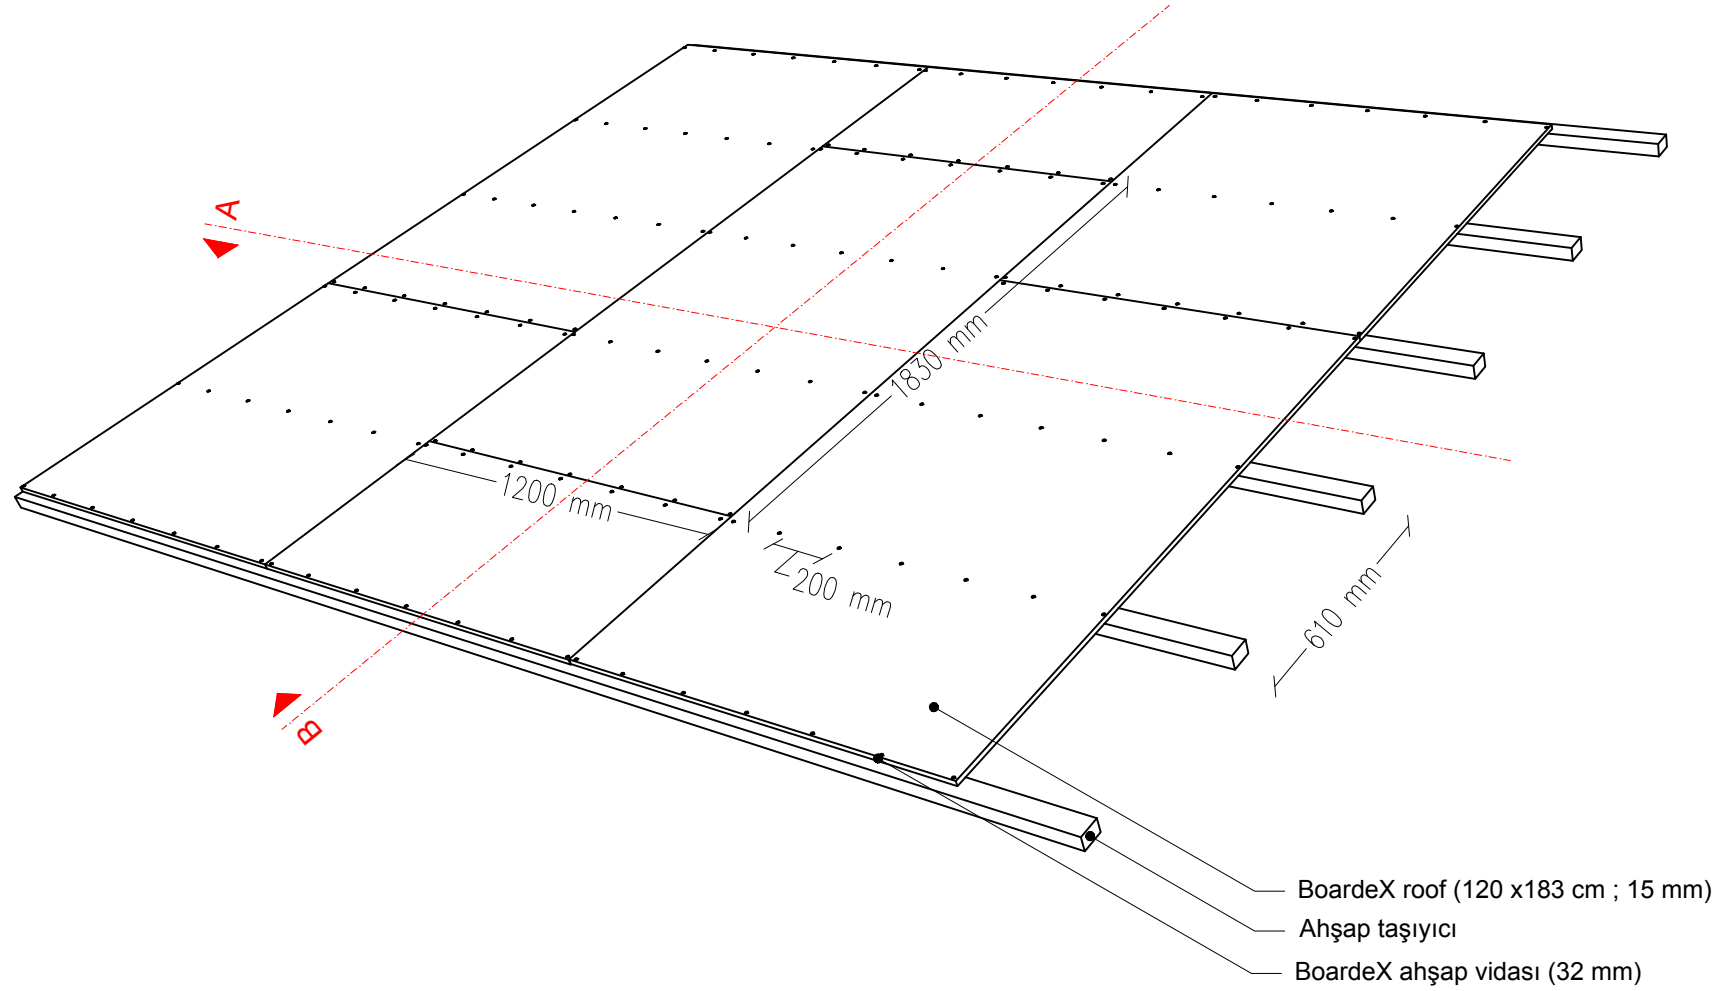 A
1830 mm
1200 mm
200 mm
610 mm
B
BoardeX roof (120 x183 cm ; 15 mm)
Ahşap taşıyıcı
BoardeX ahşap vidası (32 mm)